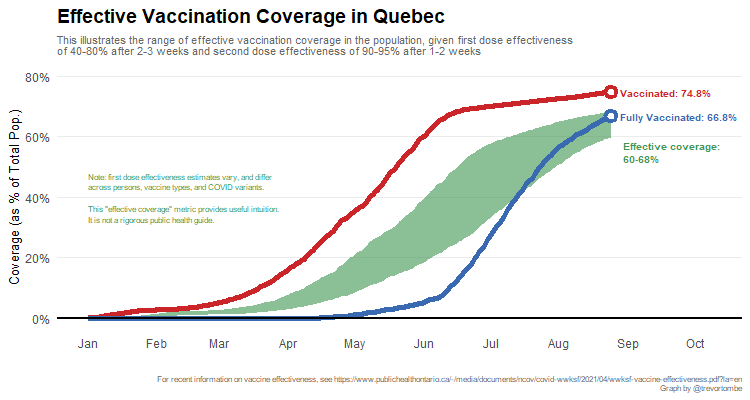 Effective Vaccination Coverage in Quebec
This illustrates the range of effective vaccination coverage in the population, given first dose effectiveness
of 40-80% after 2-3 weeks and second dose effectiveness of 90-95% after 1-2 weeks
Coverage (as % of Total Pop.)
80%
60%
40%
20%
0%
Vaccinated: 74.8%
Fully Vaccinated: 66.8%
Effective coverage:
60-68%
Note: first dose effectiveness estimates vary, and differ
across persons, vaccine types, and COVID variants.
This "effective coverage" metric provides useful intuition.
It is not a rigorous public health guide.
Jan Feb Mar Apr May Jun Jul Aug Sep Oct
For recent information on vaccine effectiveness, see https://www.publichealthontario.ca/-/media/documents/ncov/covid-wwksf/2021/04/wwksf-vaccine-effectiveness.pdf?la=en
Graph by @trevortombe